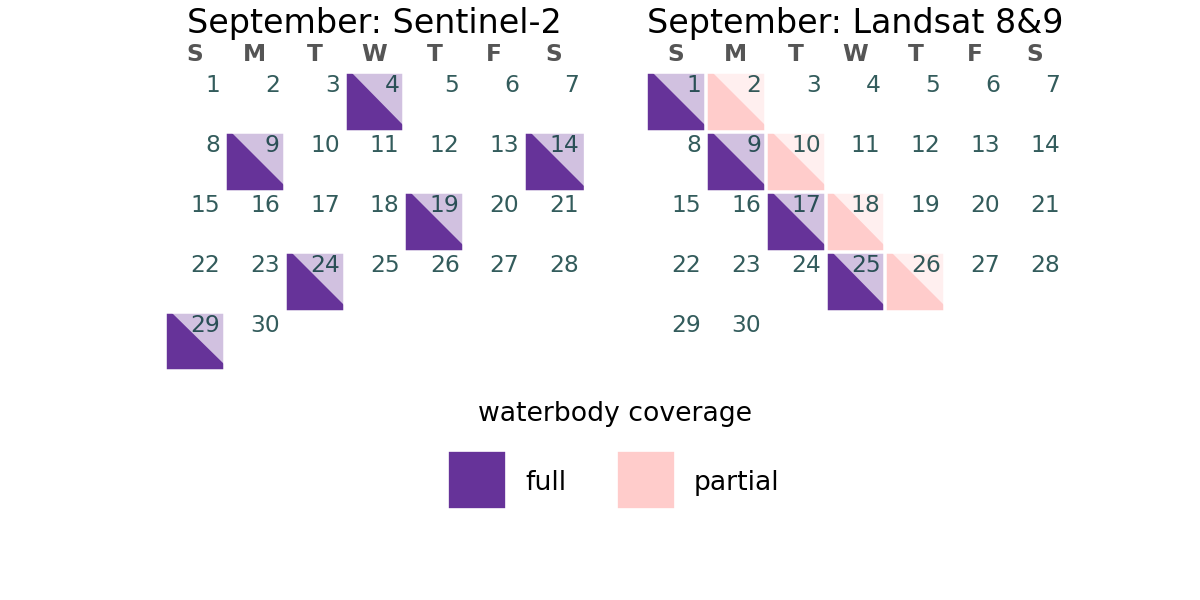 September: Sentinel-2
S M T W T F S
1 2 3 4 5 6 7
8 9 10 11 12 13 14
15 16 17 18 19 20 21
22 23 24 25 26 27 28
29 30
September: Landsat 8&9
S M T W T F S
1 2 3 4 5 6 7
8 9 10 11 12 13 14
15 16 17 18 19 20 21
22 23 24 25 26 27 28
29 30
waterbody coverage
full partial